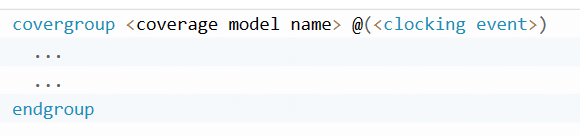 covergroup <coverage model name> @(<clocking event>)
...
...
endgroup